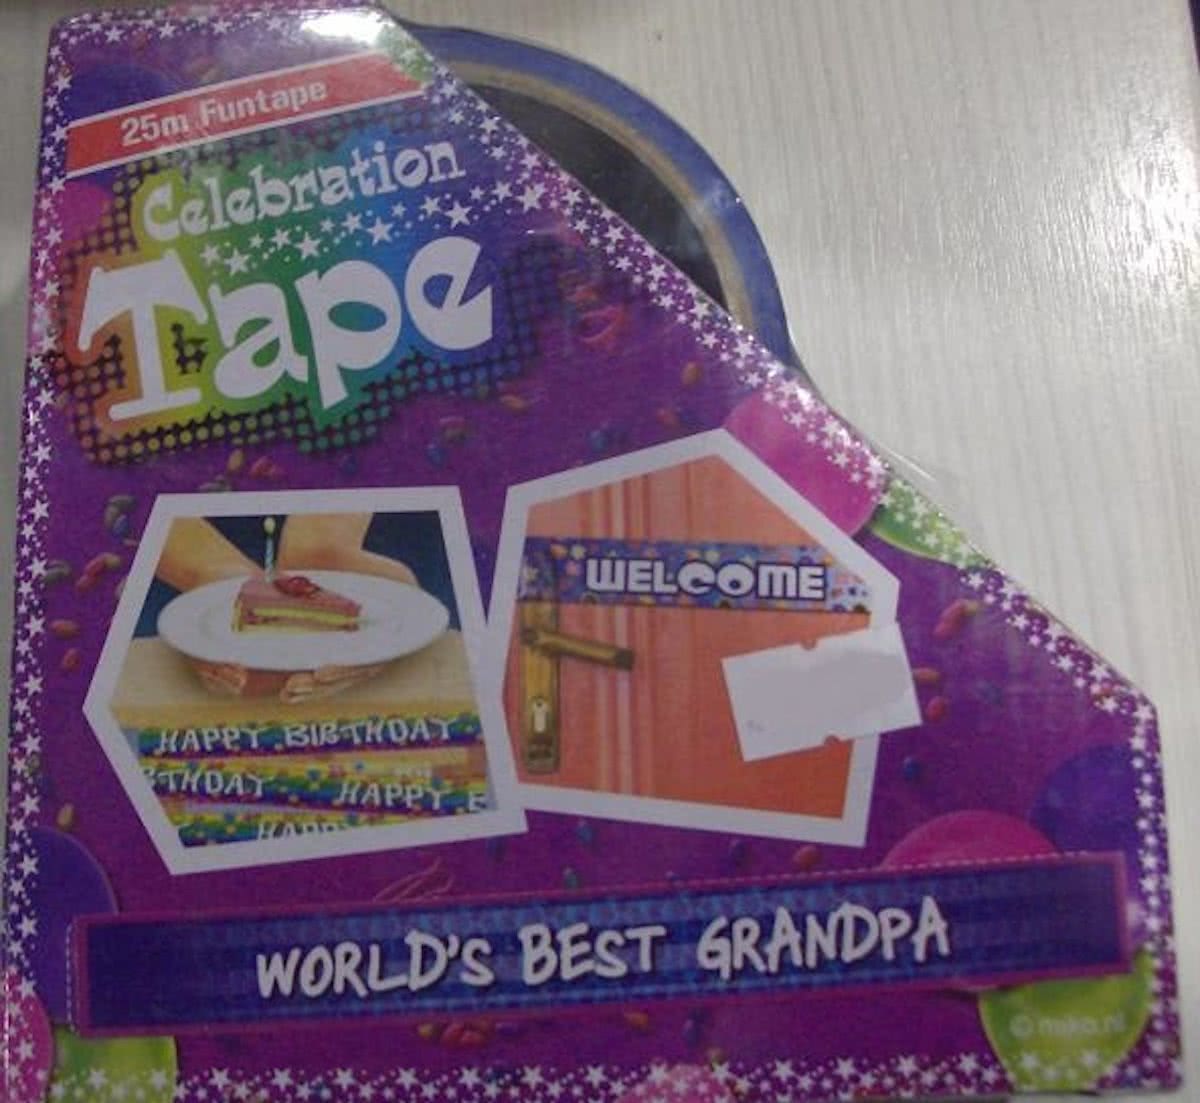 25m Funtape
Celebration
Tape
WELCOME
HAPPY BIRTHDAY
THDAY HAPPY
WORLD'S BEST GRANDPA